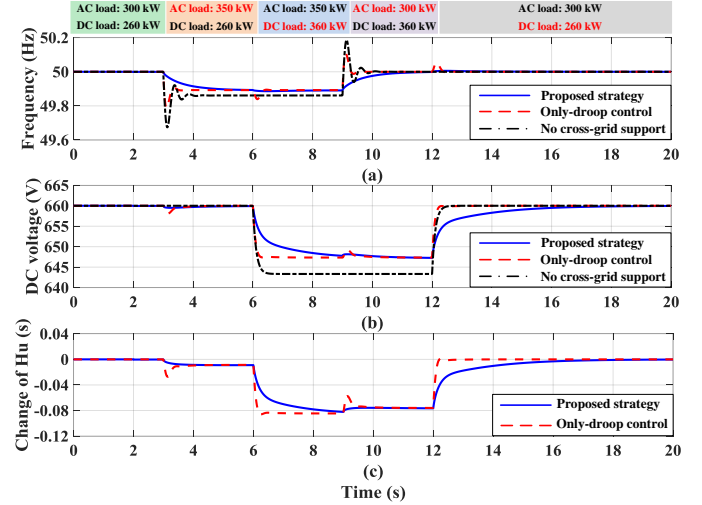 AC load: 300 kW AC load: 350 kW AC load: 350 kW AC load: 300 kW AC load: 300 kW
DC load: 260 kW DC load: 260 kW DC load: 360 kW DC load: 360 kW DC load: 260 kW
Frequency (Hz)
50.2
50
49.8
49.6
Proposed strategy
Only-droop control
No cross-grid support
0 2 4 6 8 10 12 14 16 18 20
(a)
DC voltage (V)
665
660
655
650
645
640
Proposed strategy
Only-droop control
No cross-grid support
0 2 4 6 8 10 12 14 16 18 20
(b)
Change of Hu (s)
0.04
0
-0.04
-0.08
-0.12
Proposed strategy
Only-droop control
0 2 4 6 8 10 12 14 16 18 20
(c)
Time (s)